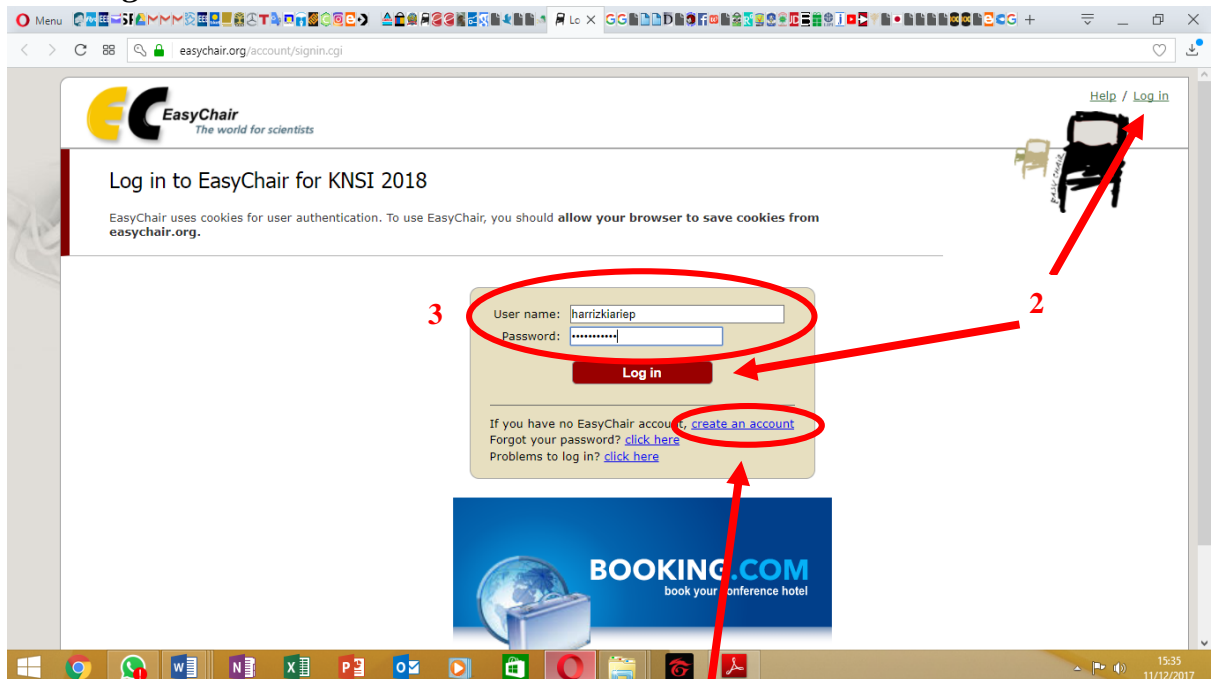 Menu
easychair.org/account/signin.cgi
EasyChair
The world for scientists
Help / Log in
Log in to EasyChair for KNSI 2018
EasyChair uses cookies for user authentication. To use EasyChair, you should allow your browser to save cookies from
easychair.org.
2
3
User name: harrizkiariep
Password: •••••••••••
Log in
If you have no EasyChair account, create an account
Forgot your password? click here
Problems to log in? click here
BOOKING.COM
book your conference hotel
15:35
11/12/2017